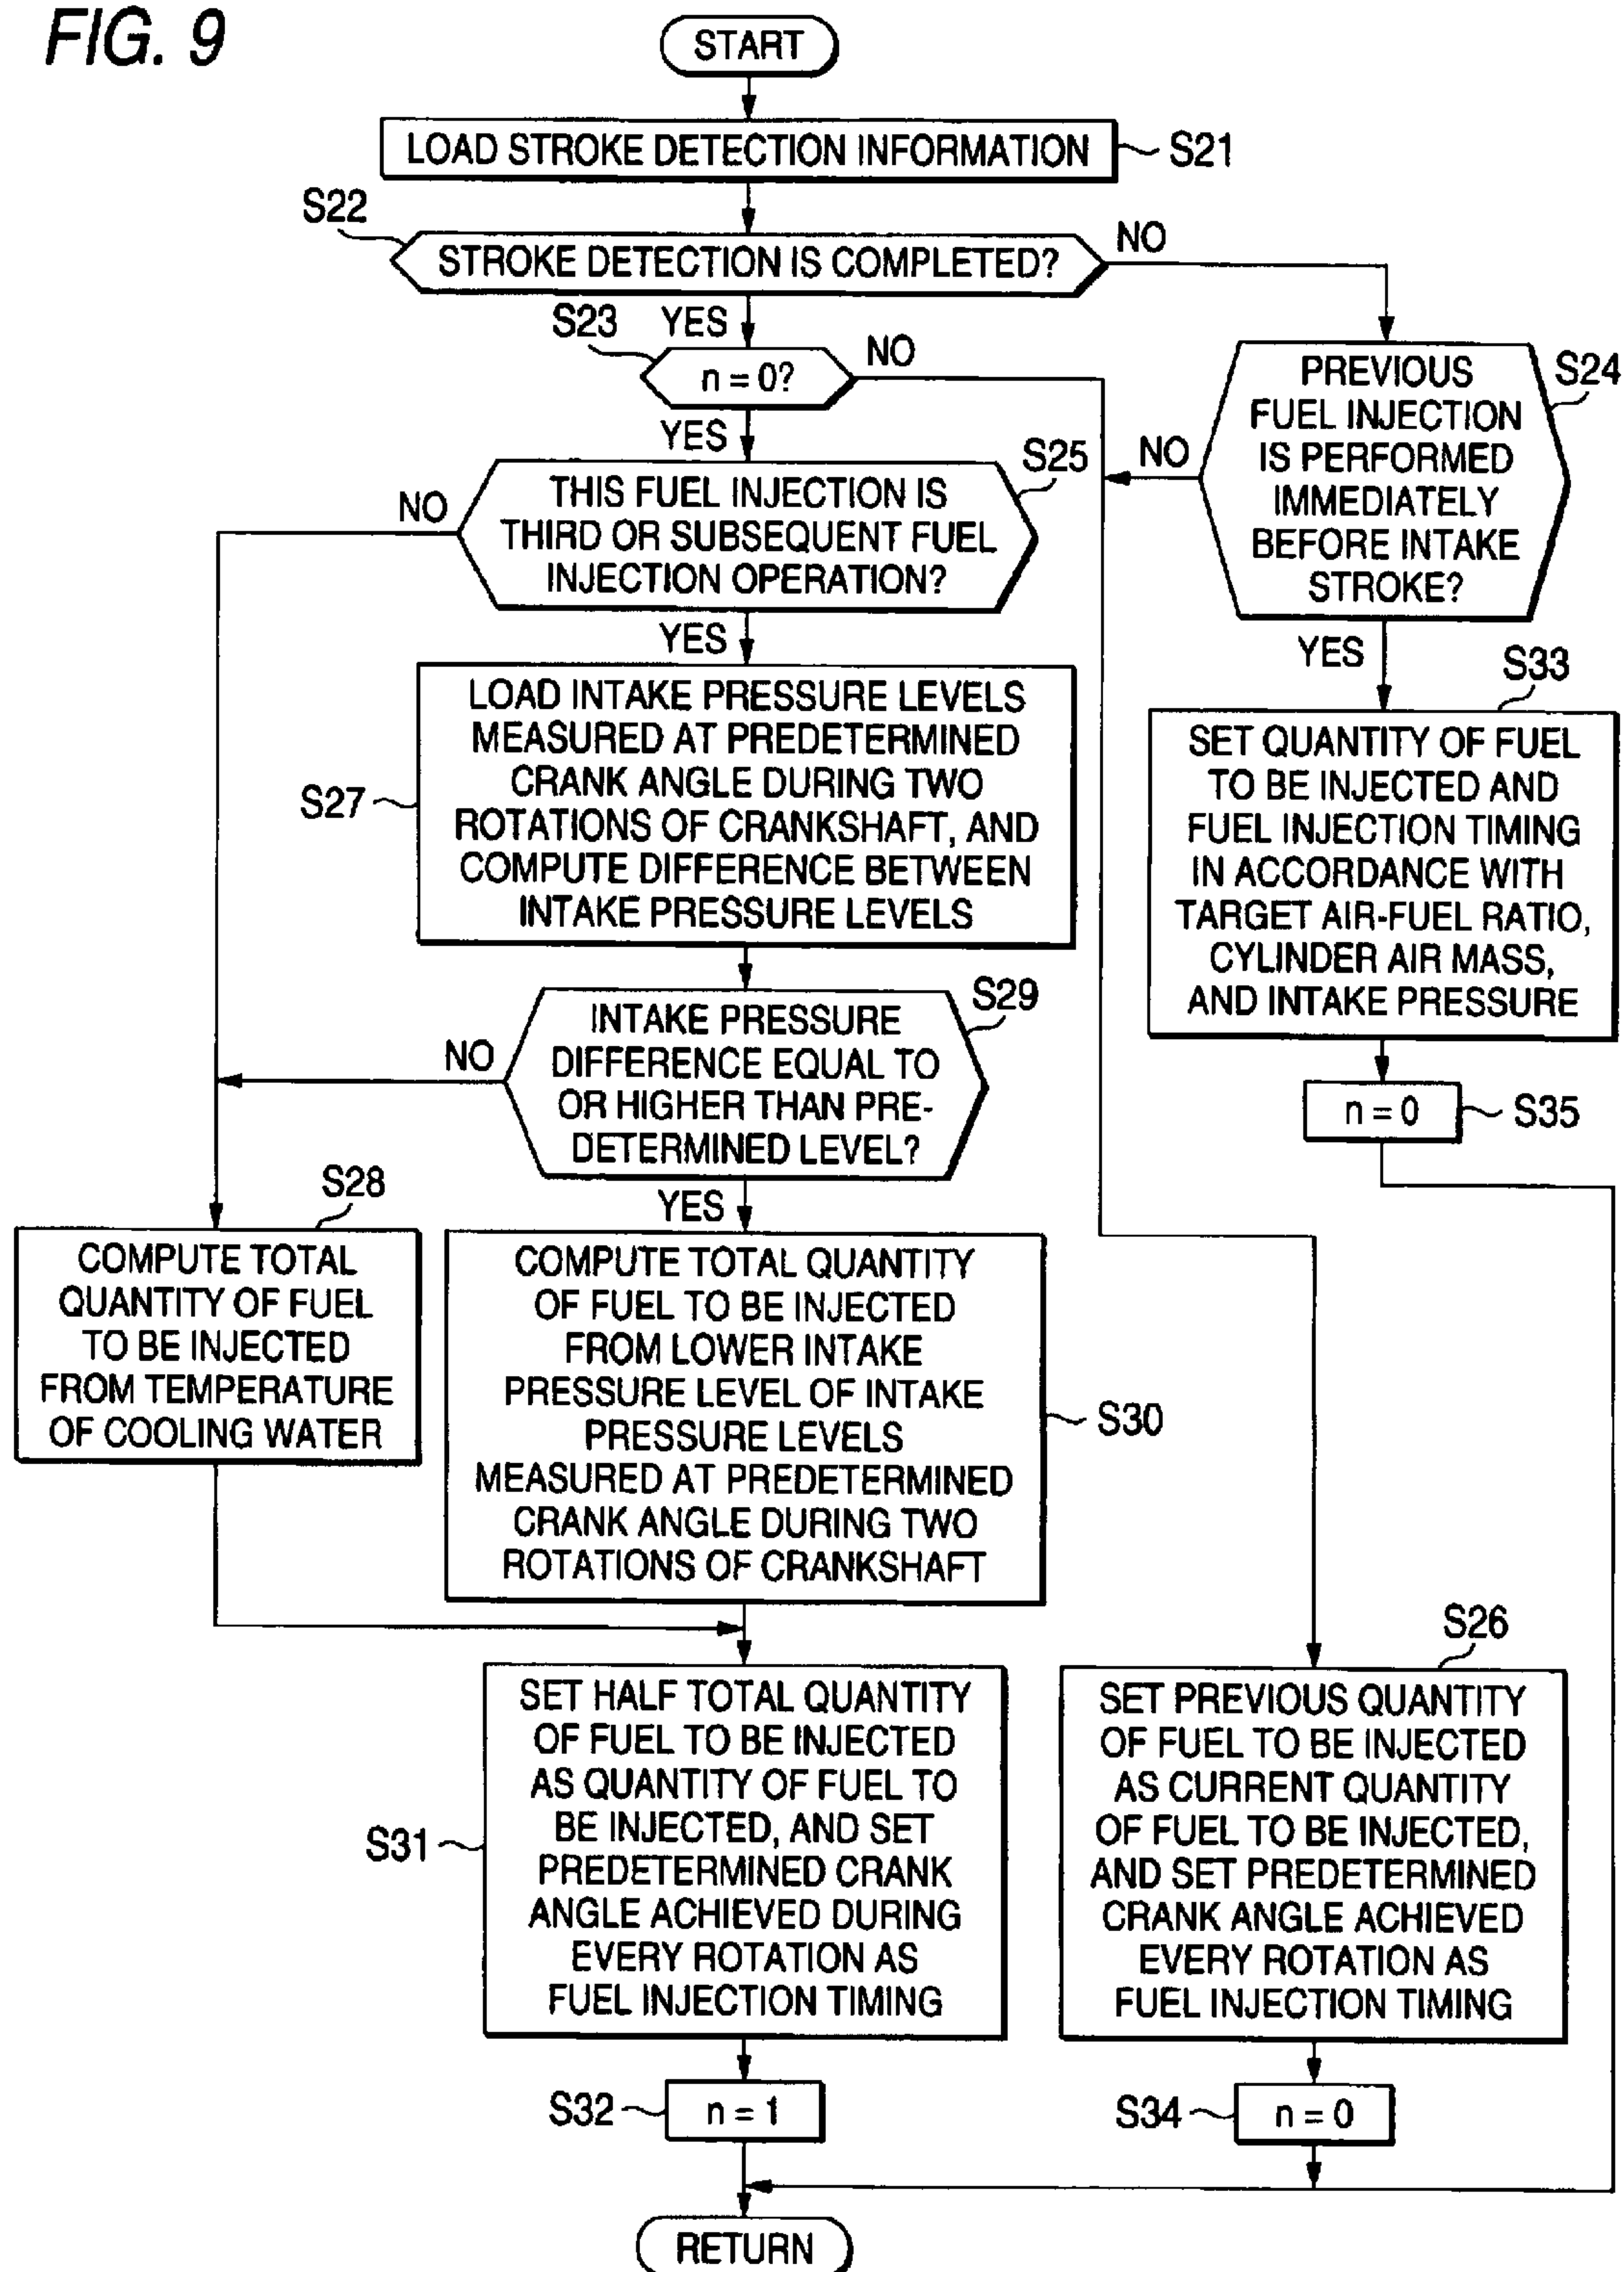 FIG. 9
START
LOAD STROKE DETECTION INFORMATION
S21
S22
STROKE DETECTION IS COMPLETED?
NO
S23
YES
n = 0?
NO
PREVIOUS
FUEL INJECTION
IS PERFORMED
IMMEDIATELY
BEFORE INTAKE
STROKE?
S24
NO
YES
YES
S25
THIS FUEL INJECTION IS
THIRD OR SUBSEQUENT FUEL
INJECTION OPERATION?
NO
YES
S27
LOAD INTAKE PRESSURE LEVELS
MEASURED AT PREDETERMINED
CRANK ANGLE DURING TWO
ROTATIONS OF CRANKSHAFT, AND
COMPUTE DIFFERENCE BETWEEN
INTAKE PRESSURE LEVELS
S33
SET QUANTITY OF FUEL
TO BE INJECTED AND
FUEL INJECTION TIMING
IN ACCORDANCE WITH
TARGET AIR-FUEL RATIO,
CYLINDER AIR MASS,
AND INTAKE PRESSURE
n = 0
S35
S29
INTAKE PRESSURE
DIFFERENCE EQUAL TO
OR HIGHER THAN PRE-
DETERMINED LEVEL?
NO
YES
S28
COMPUTE TOTAL
QUANTITY OF FUEL
TO BE INJECTED
FROM TEMPERATURE
OF COOLING WATER
COMPUTE TOTAL QUANTITY
OF FUEL TO BE INJECTED
FROM LOWER INTAKE
PRESSURE LEVEL OF INTAKE
PRESSURE LEVELS
MEASURED AT PREDETERMINED
CRANK ANGLE DURING TWO
ROTATIONS OF CRANKSHAFT
S30
S31
SET HALF TOTAL QUANTITY
OF FUEL TO BE INJECTED
AS QUANTITY OF FUEL TO
BE INJECTED, AND SET
PREDETERMINED CRANK
ANGLE ACHIEVED DURING
EVERY ROTATION AS
FUEL INJECTION TIMING
S26
SET PREVIOUS QUANTITY
OF FUEL TO BE INJECTED
AS CURRENT QUANTITY
OF FUEL TO BE INJECTED,
AND SET PREDETERMINED
CRANK ANGLE ACHIEVED
EVERY ROTATION AS
FUEL INJECTION TIMING
S32
n = 1
S34
n = 0
RETURN